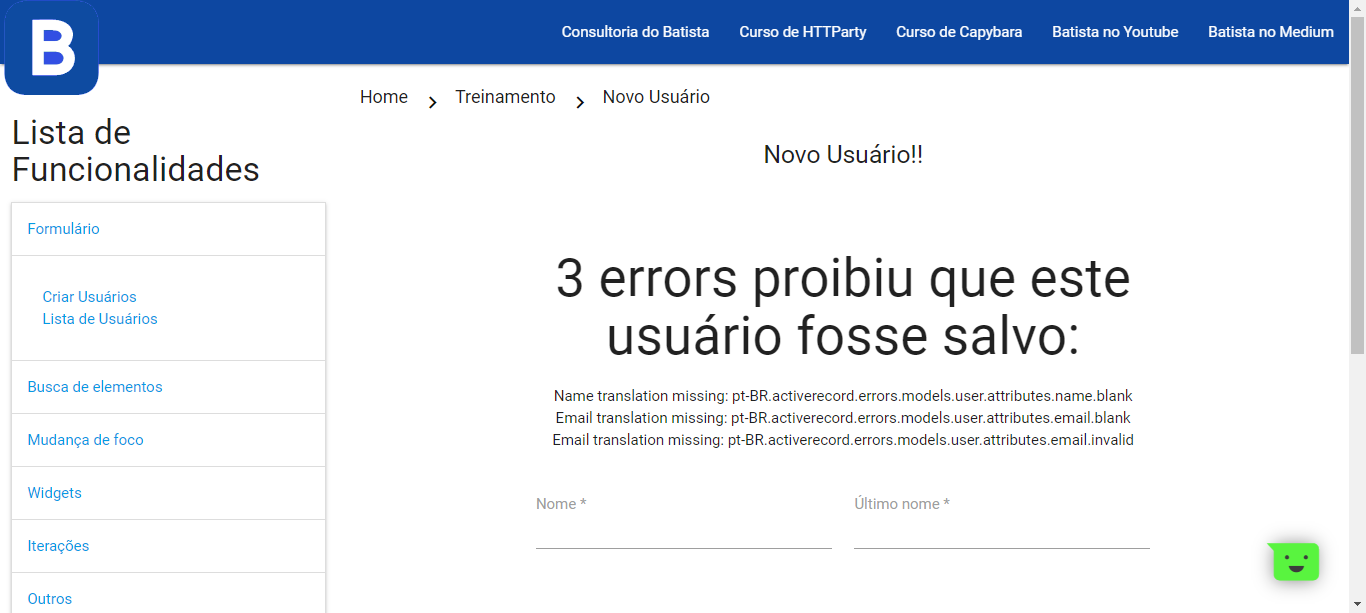 B
Consultoria do Batista
Curso de HTTParty
Curso de Capybara
Batista no Youtube
Batista no Medium
Home
Treinamento
Novo Usuário
Lista de
Funcionalidades
Formulário
Criar Usuários
Lista de Usuários
Busca de elementos
Mudança de foco
Widgets
Iterações
Outros
Novo Usuário!!
3 errors proibiu que este
usuário fosse salvo:
Name translation missing: pt-BR.activerecord.errors.models.user.attributes.name.blank
Email translation missing: pt-BR.activerecord.errors.models.user.attributes.email.blank
Email translation missing: pt-BR.activerecord.errors.models.user.attributes.email.invalid
Nome *
Último nome *